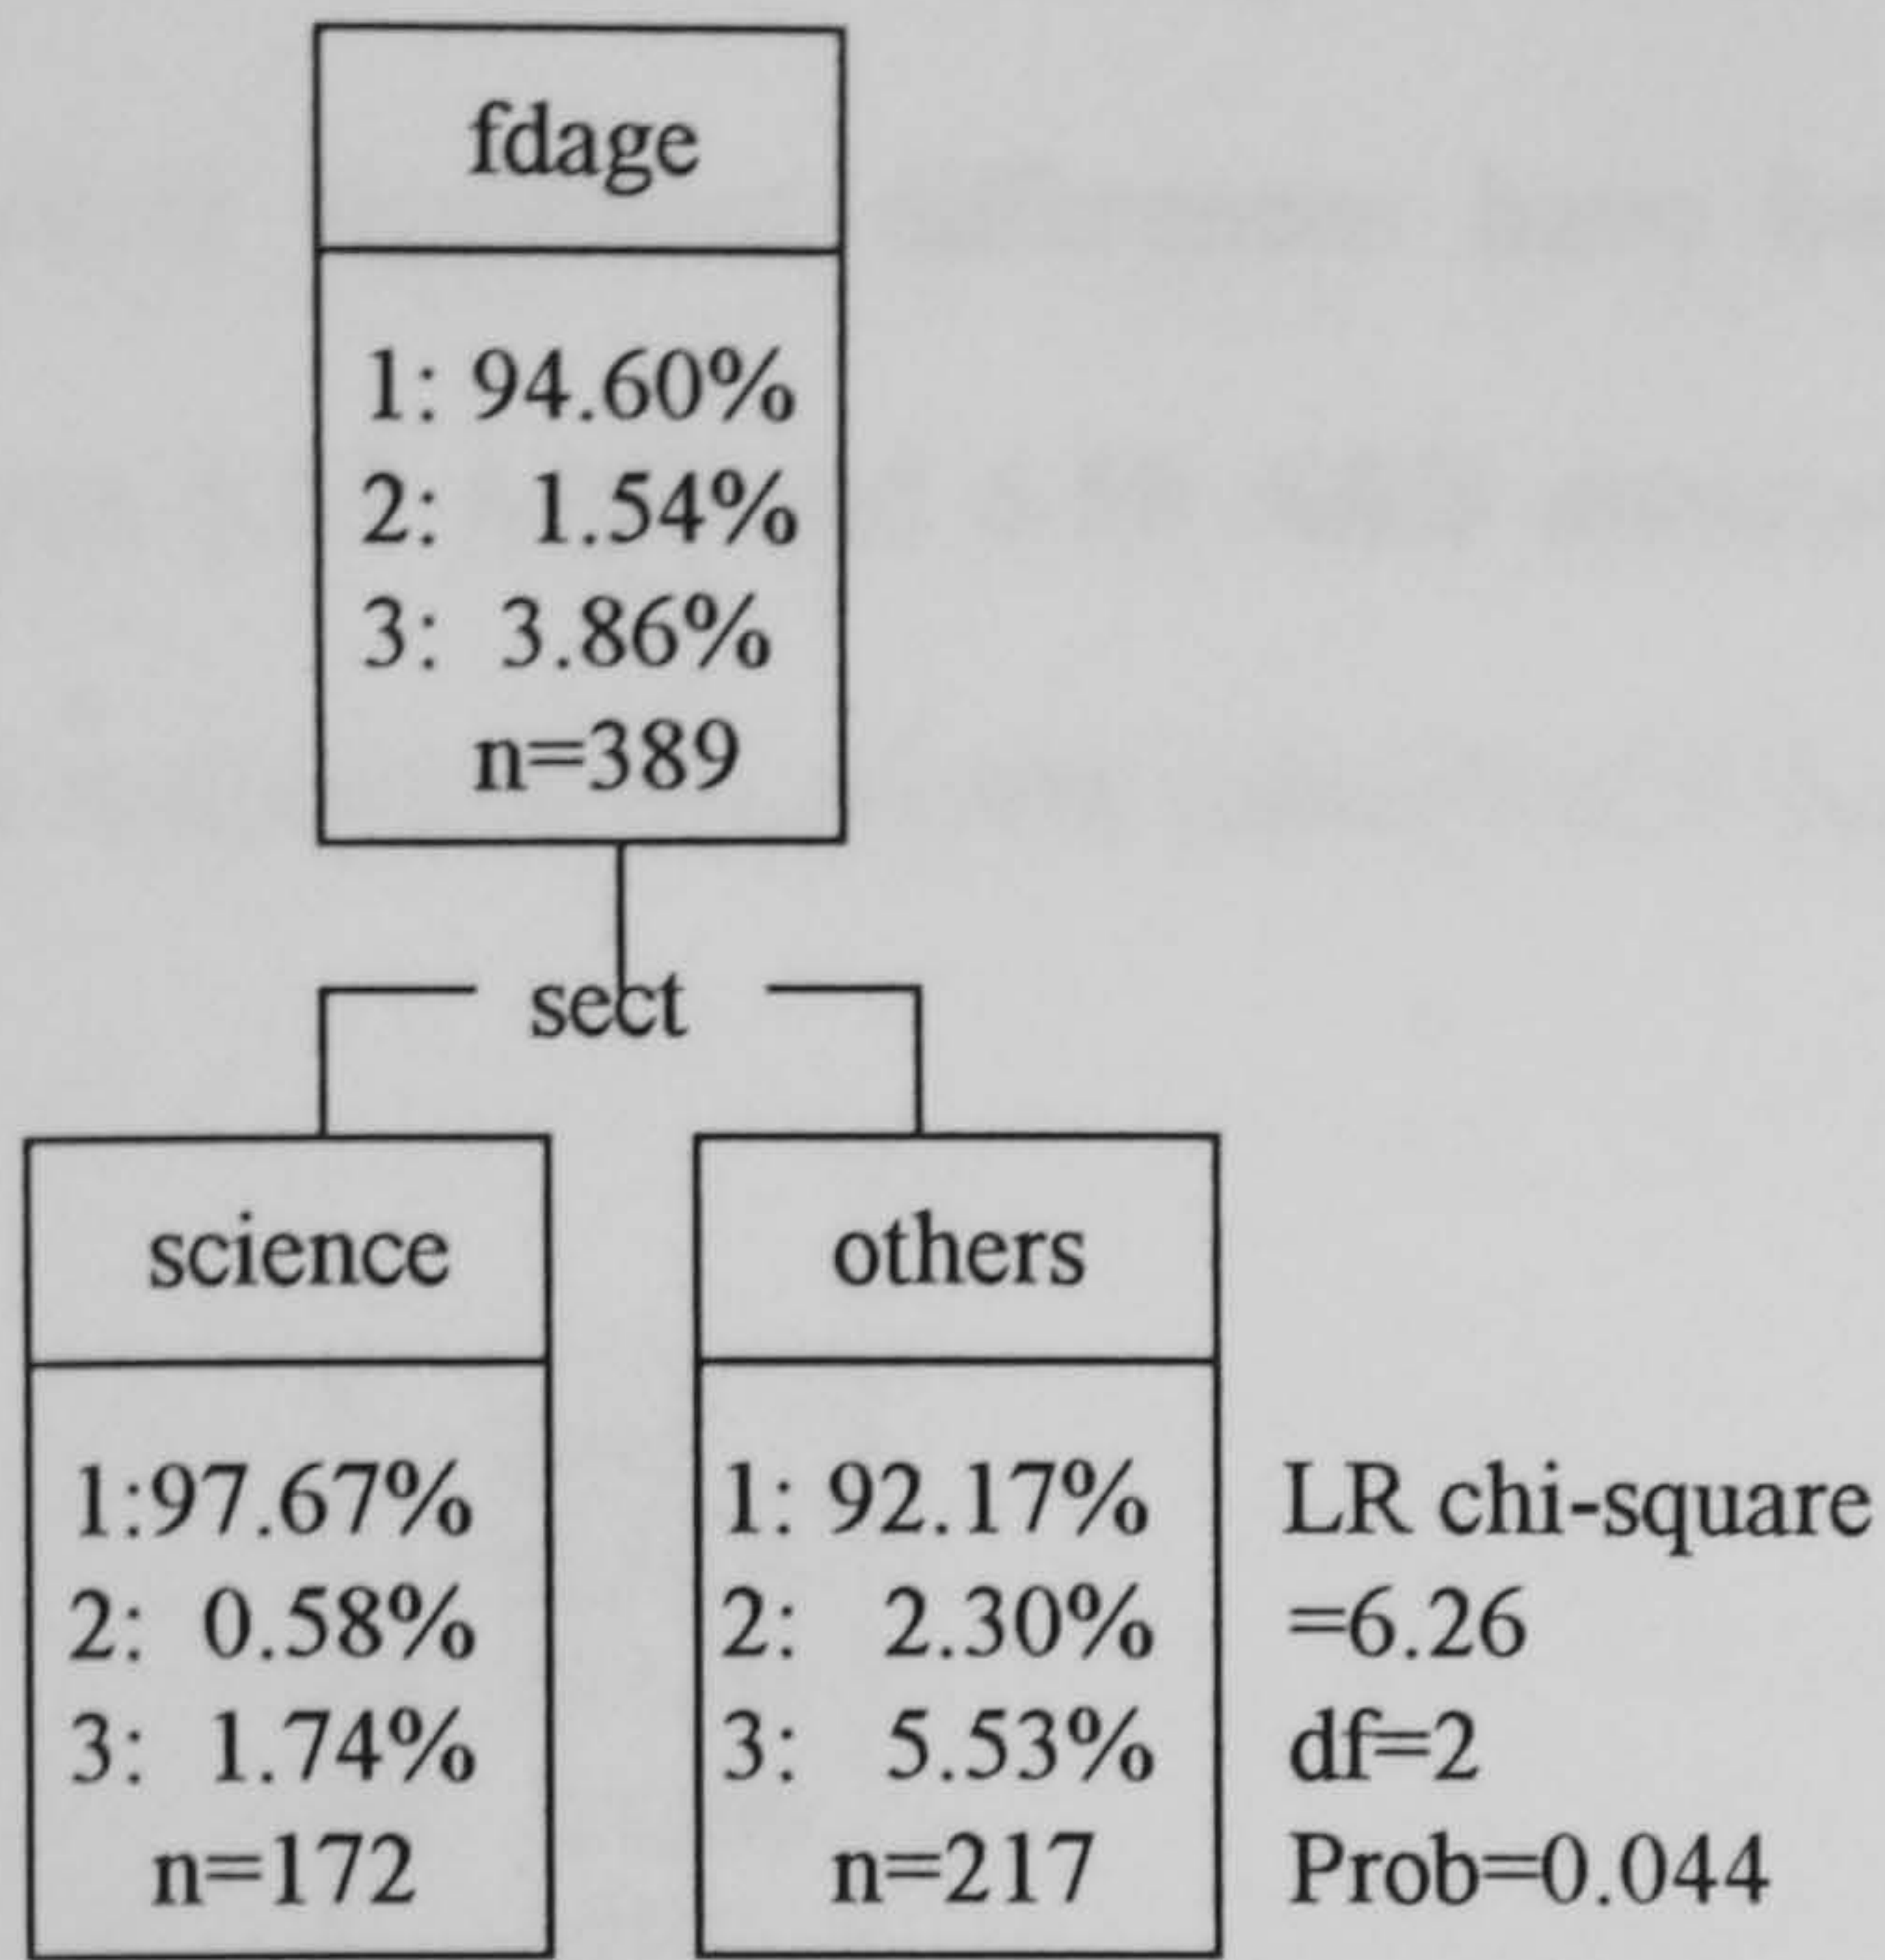 fdage
1: 94.60%
2: 1.54%
3: 3.86%
n=389
sect
science
1:97.67%
2: 0.58%
3: 1.74%
n=172
others
1: 92.17%
2: 2.30%
3: 5.53%
n=217
LR chi-square
=6.26
df=2
Prob=0.044